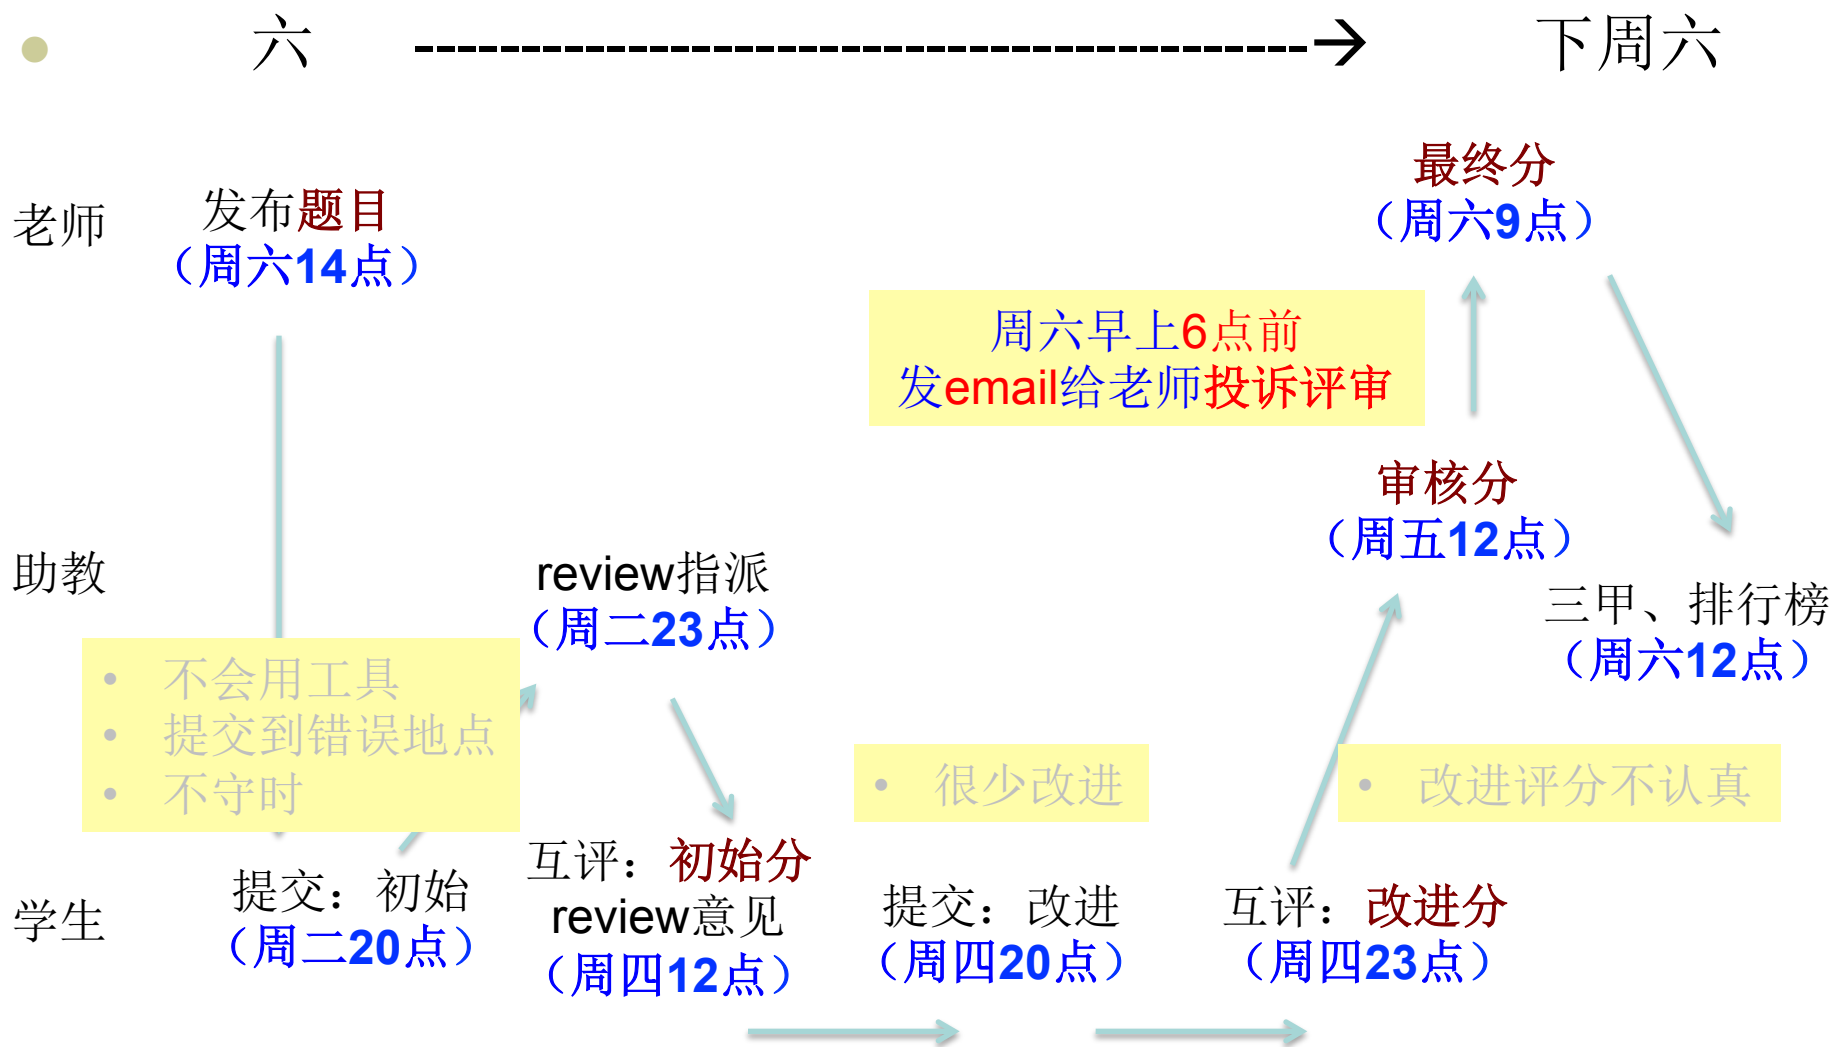 六 ------------------------------------------→ 下周六
老师
发布题目
（周六14点）
最终分
（周六9点）
周六早上6点前
发email给老师投诉评审
审核分
（周五12点）
助教
review指派
（周二23点）
三甲、排行榜
（周六12点）
• 不会用工具
• 提交到错误地点
• 不守时
• 很少改进
• 改进评分不认真
学生
提交：初始
（周二20点）
互评：初始分
review意见
（周四12点）
提交：改进
（周四20点）
互评：改进分
（周四23点）